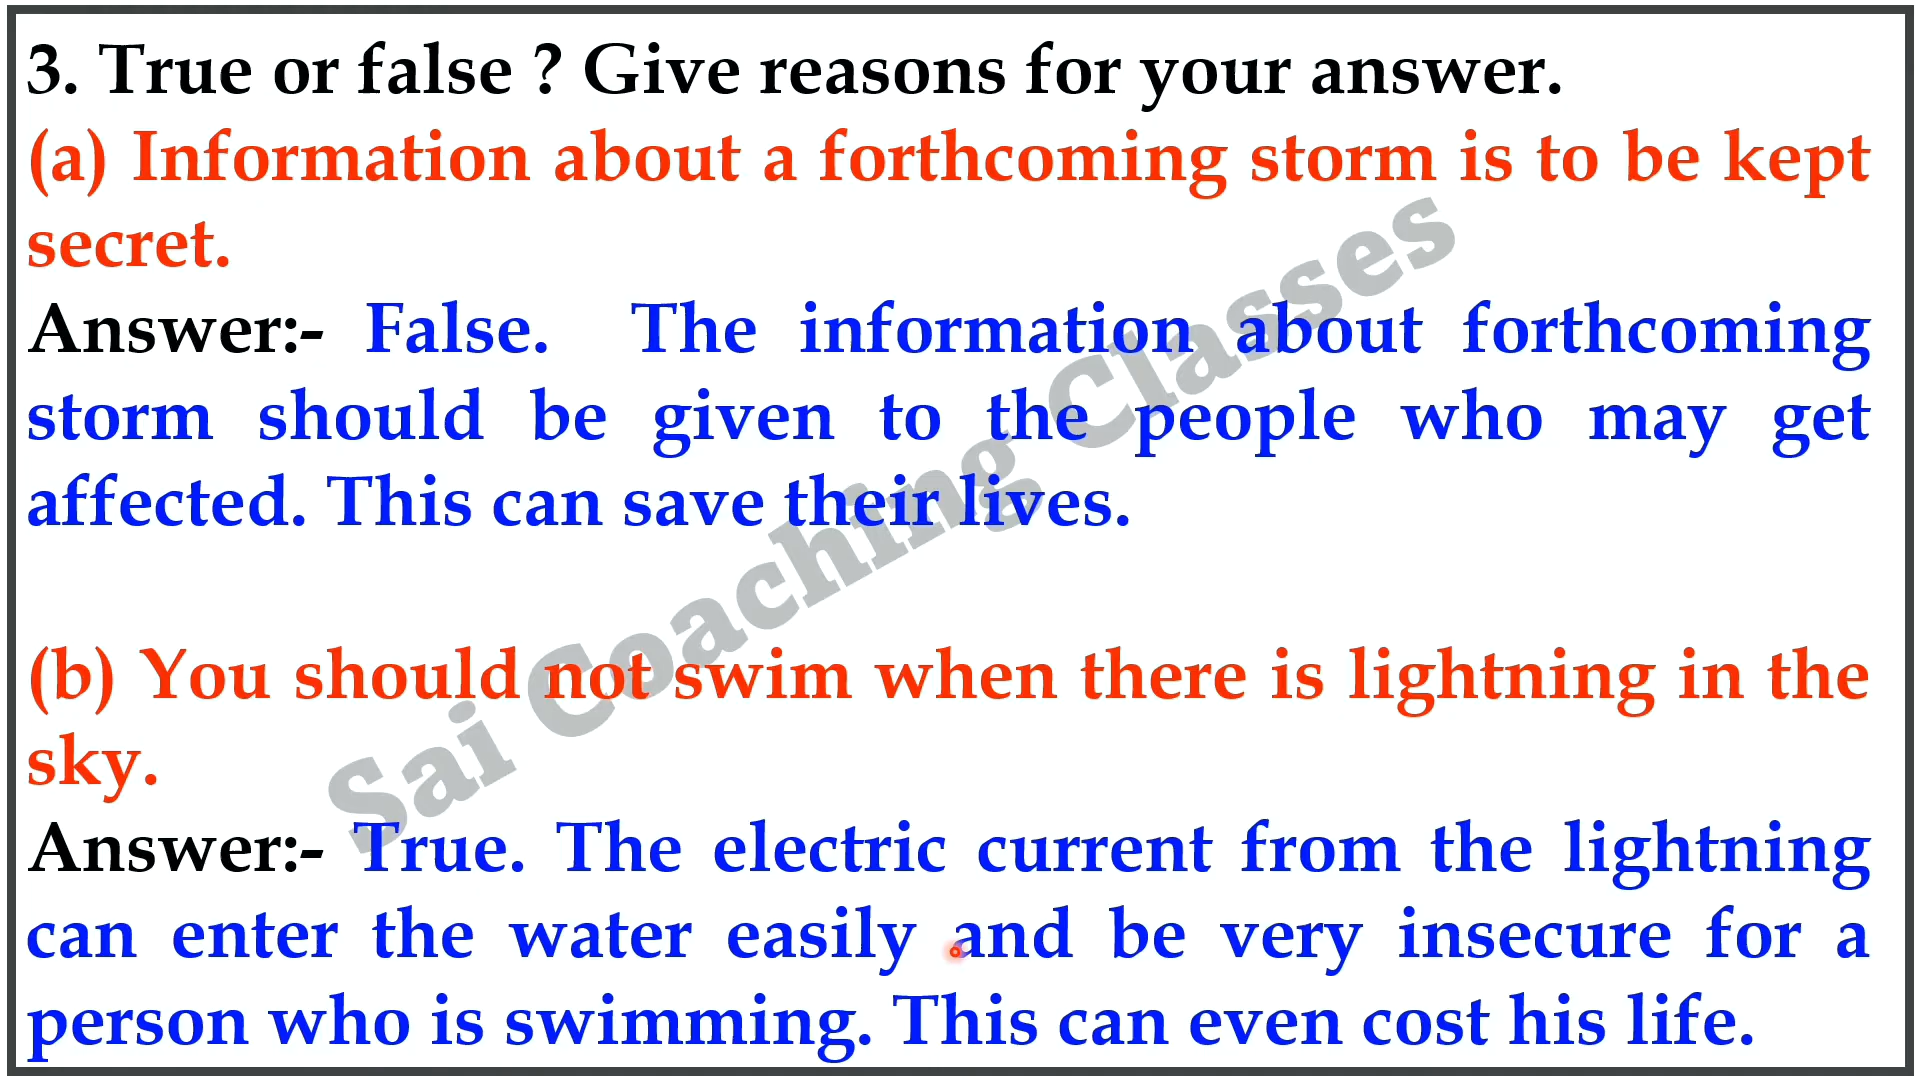 3. True or false ? Give reasons for your answer.
(a) Information about a forthcoming storm is to be kept
secret.
Answer:- False. The information about forthcoming
storm should be given to the people who may get
affected. This can save their lives.
(b) You should not swim when there is lightning in the
sky.
Answer:- True. The electric current from the lightning
can enter the water easily and be very insecure for a
person who is swimming. This can even cost his life.
Sai Coaching Classes